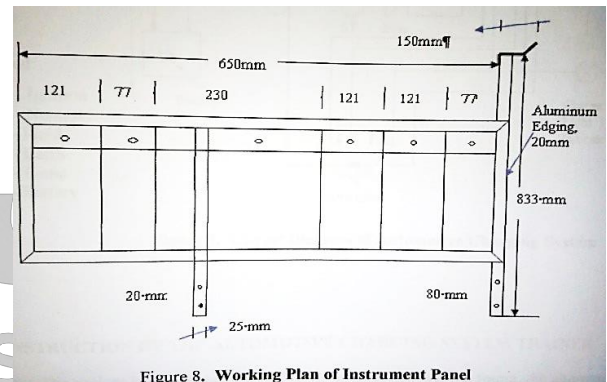 150mm¶
650mm
121 77 230 121 121 77
Aluminum
Edging,
20mm
833-mm
20-mm
80-mm
25-mm
Figure 8. Working Plan of Instrument Panel